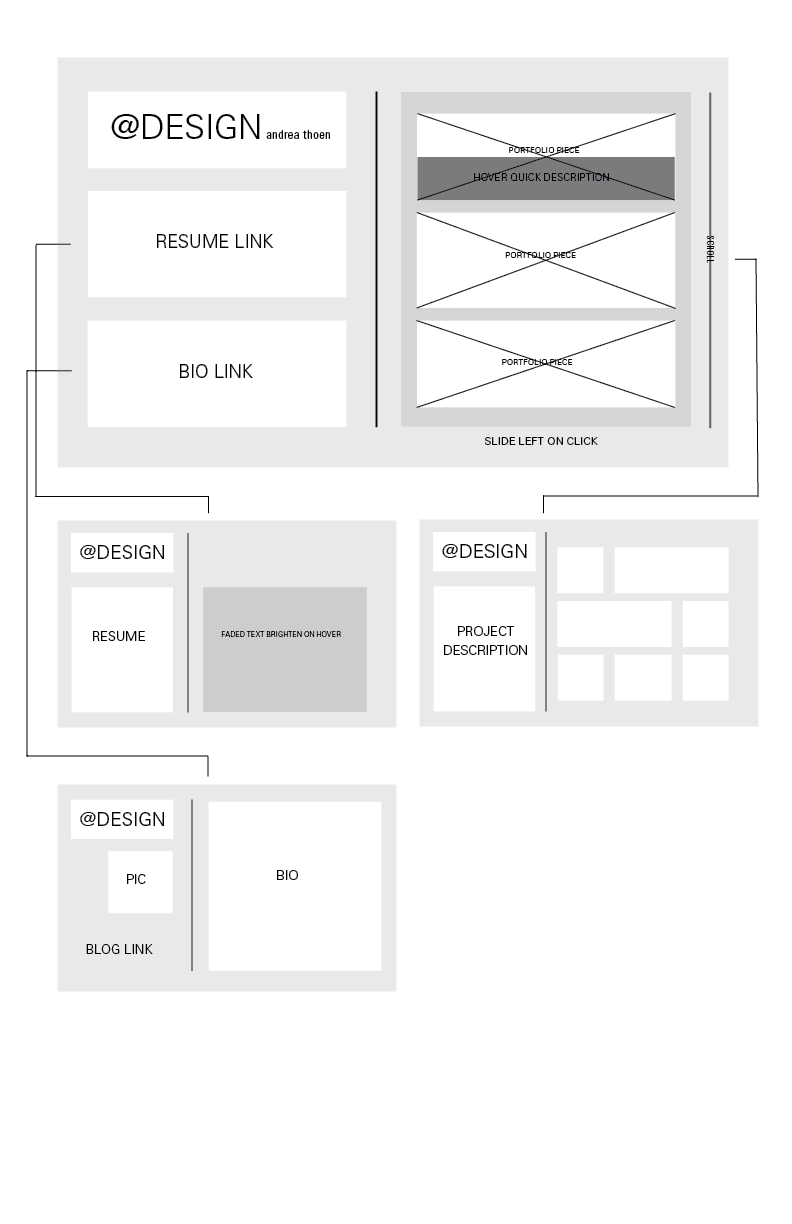 @DESIGN andrea thoen
RESUME LINK
BIO LINK
PORTFOLIO PIECE
HOVER QUICK DESCRIPTION
PORTFOLIO PIECE
PORTFOLIO PIECE
SCROLL
SLIDE LEFT ON CLICK
@DESIGN
RESUME
FADED TEXT BRIGHTEN ON HOVER
@DESIGN
PROJECT
DESCRIPTION
@DESIGN
PIC
BLOG LINK
BIO